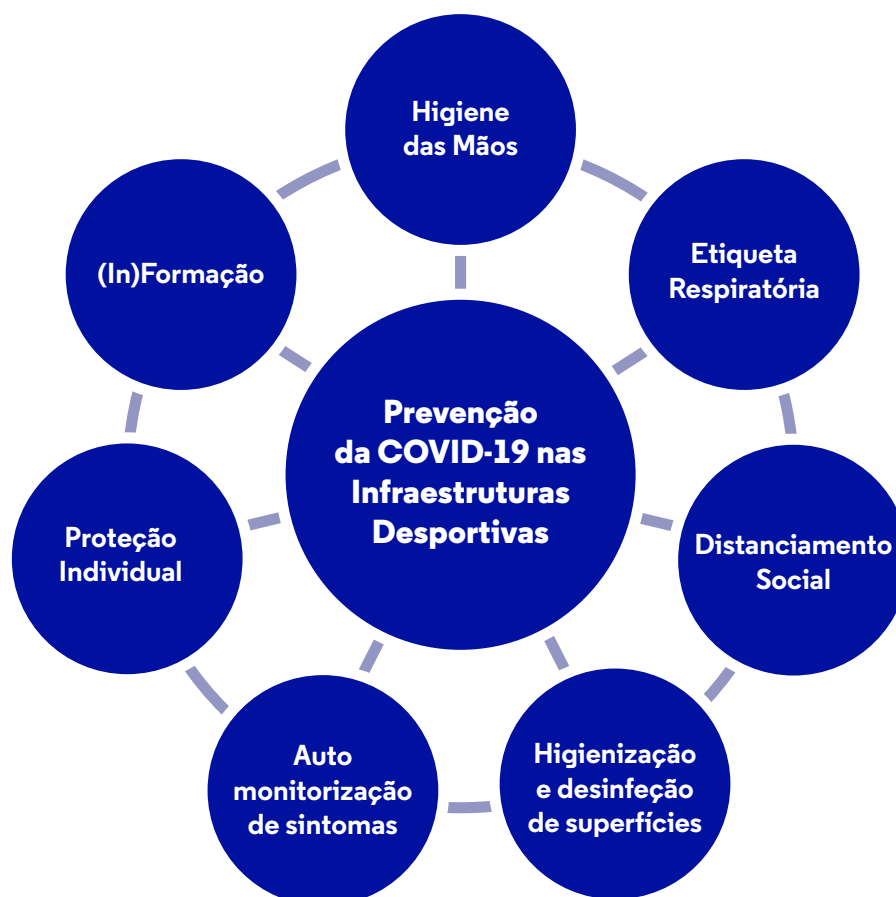 Higiene
das Mãos
Etiqueta
Respiratória
Distanciamento
Social
Higienização
e desinfeção
de superfícies
Auto
monitorização
de sintomas
Proteção
Individual
(In)Formação
Prevenção
da COVID-19 nas
Infraestruturas
Desportivas